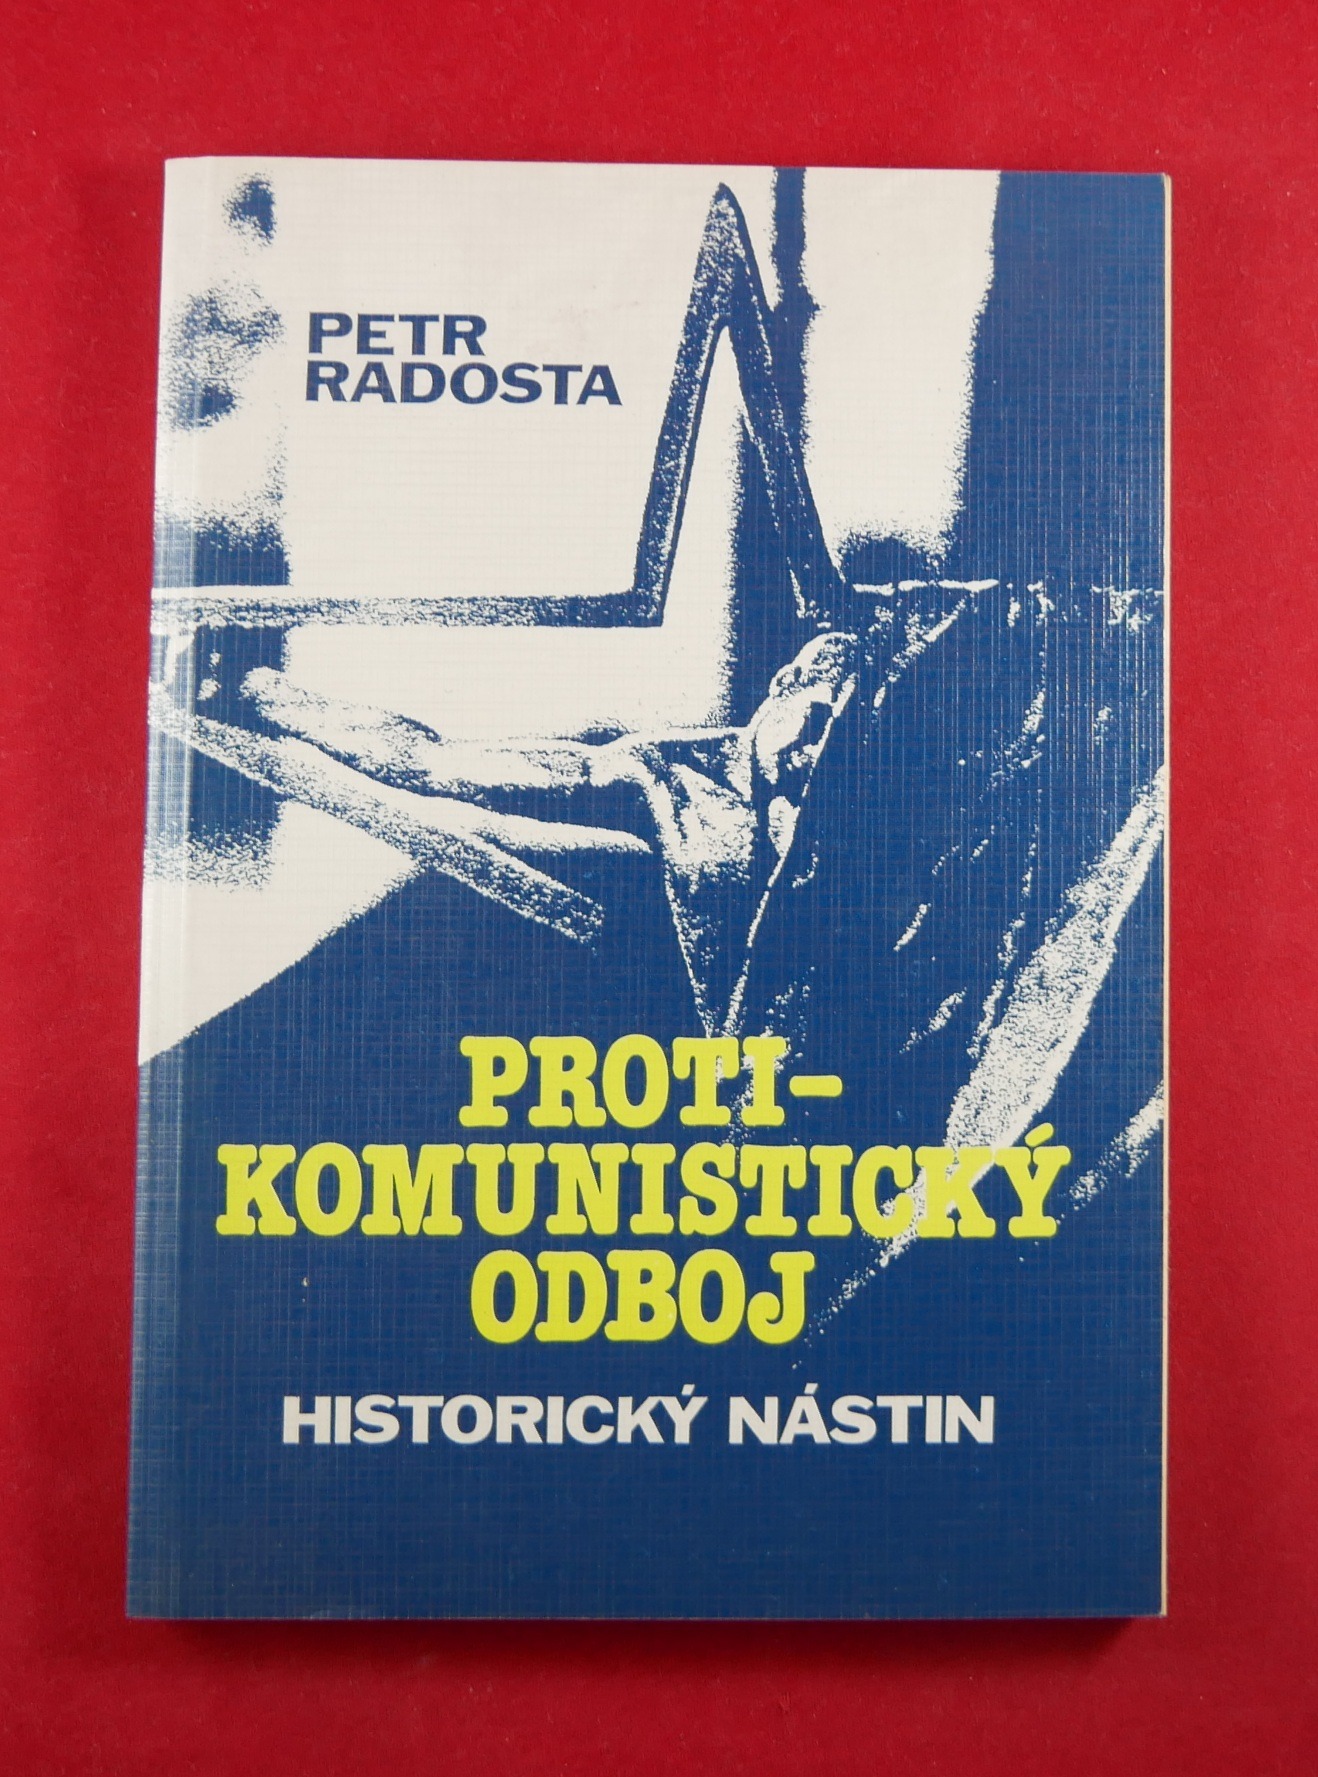 PETR
RADOSTA
PROTI-
KOMUNISTICKÝ
ODBOJ
HISTORICKÝ NÁSTIN